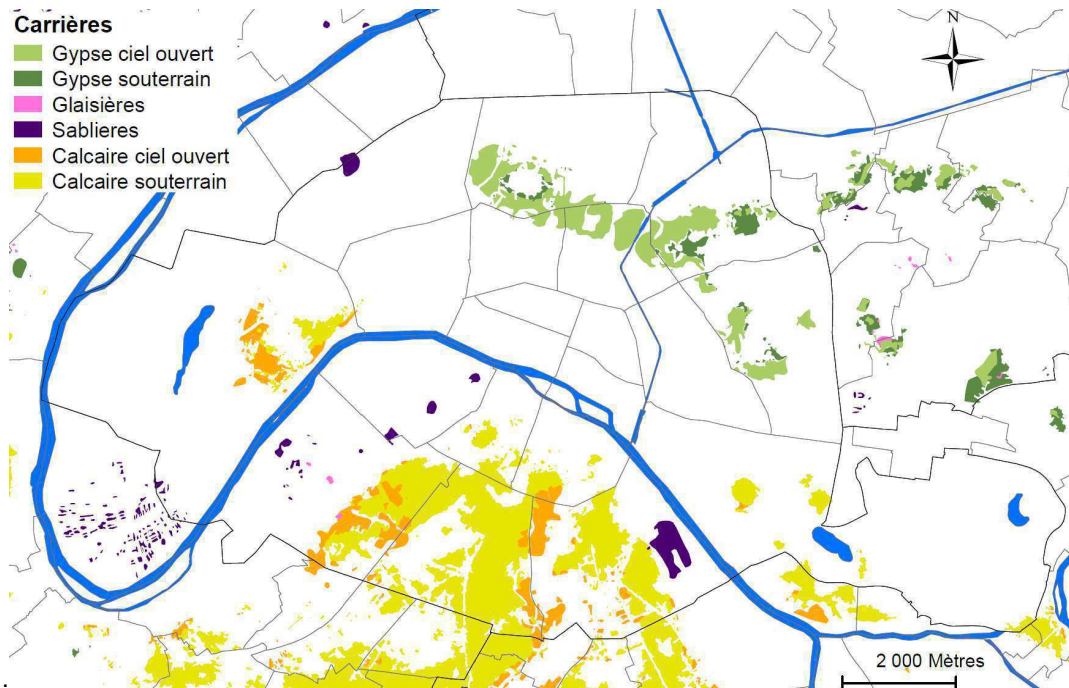 Carrières
Gypse ciel ouvert
Gypse souterrain
Glaisières
Sablieres
Calcaire ciel ouvert
Calcaire souterrain
N
2 000 Mètres